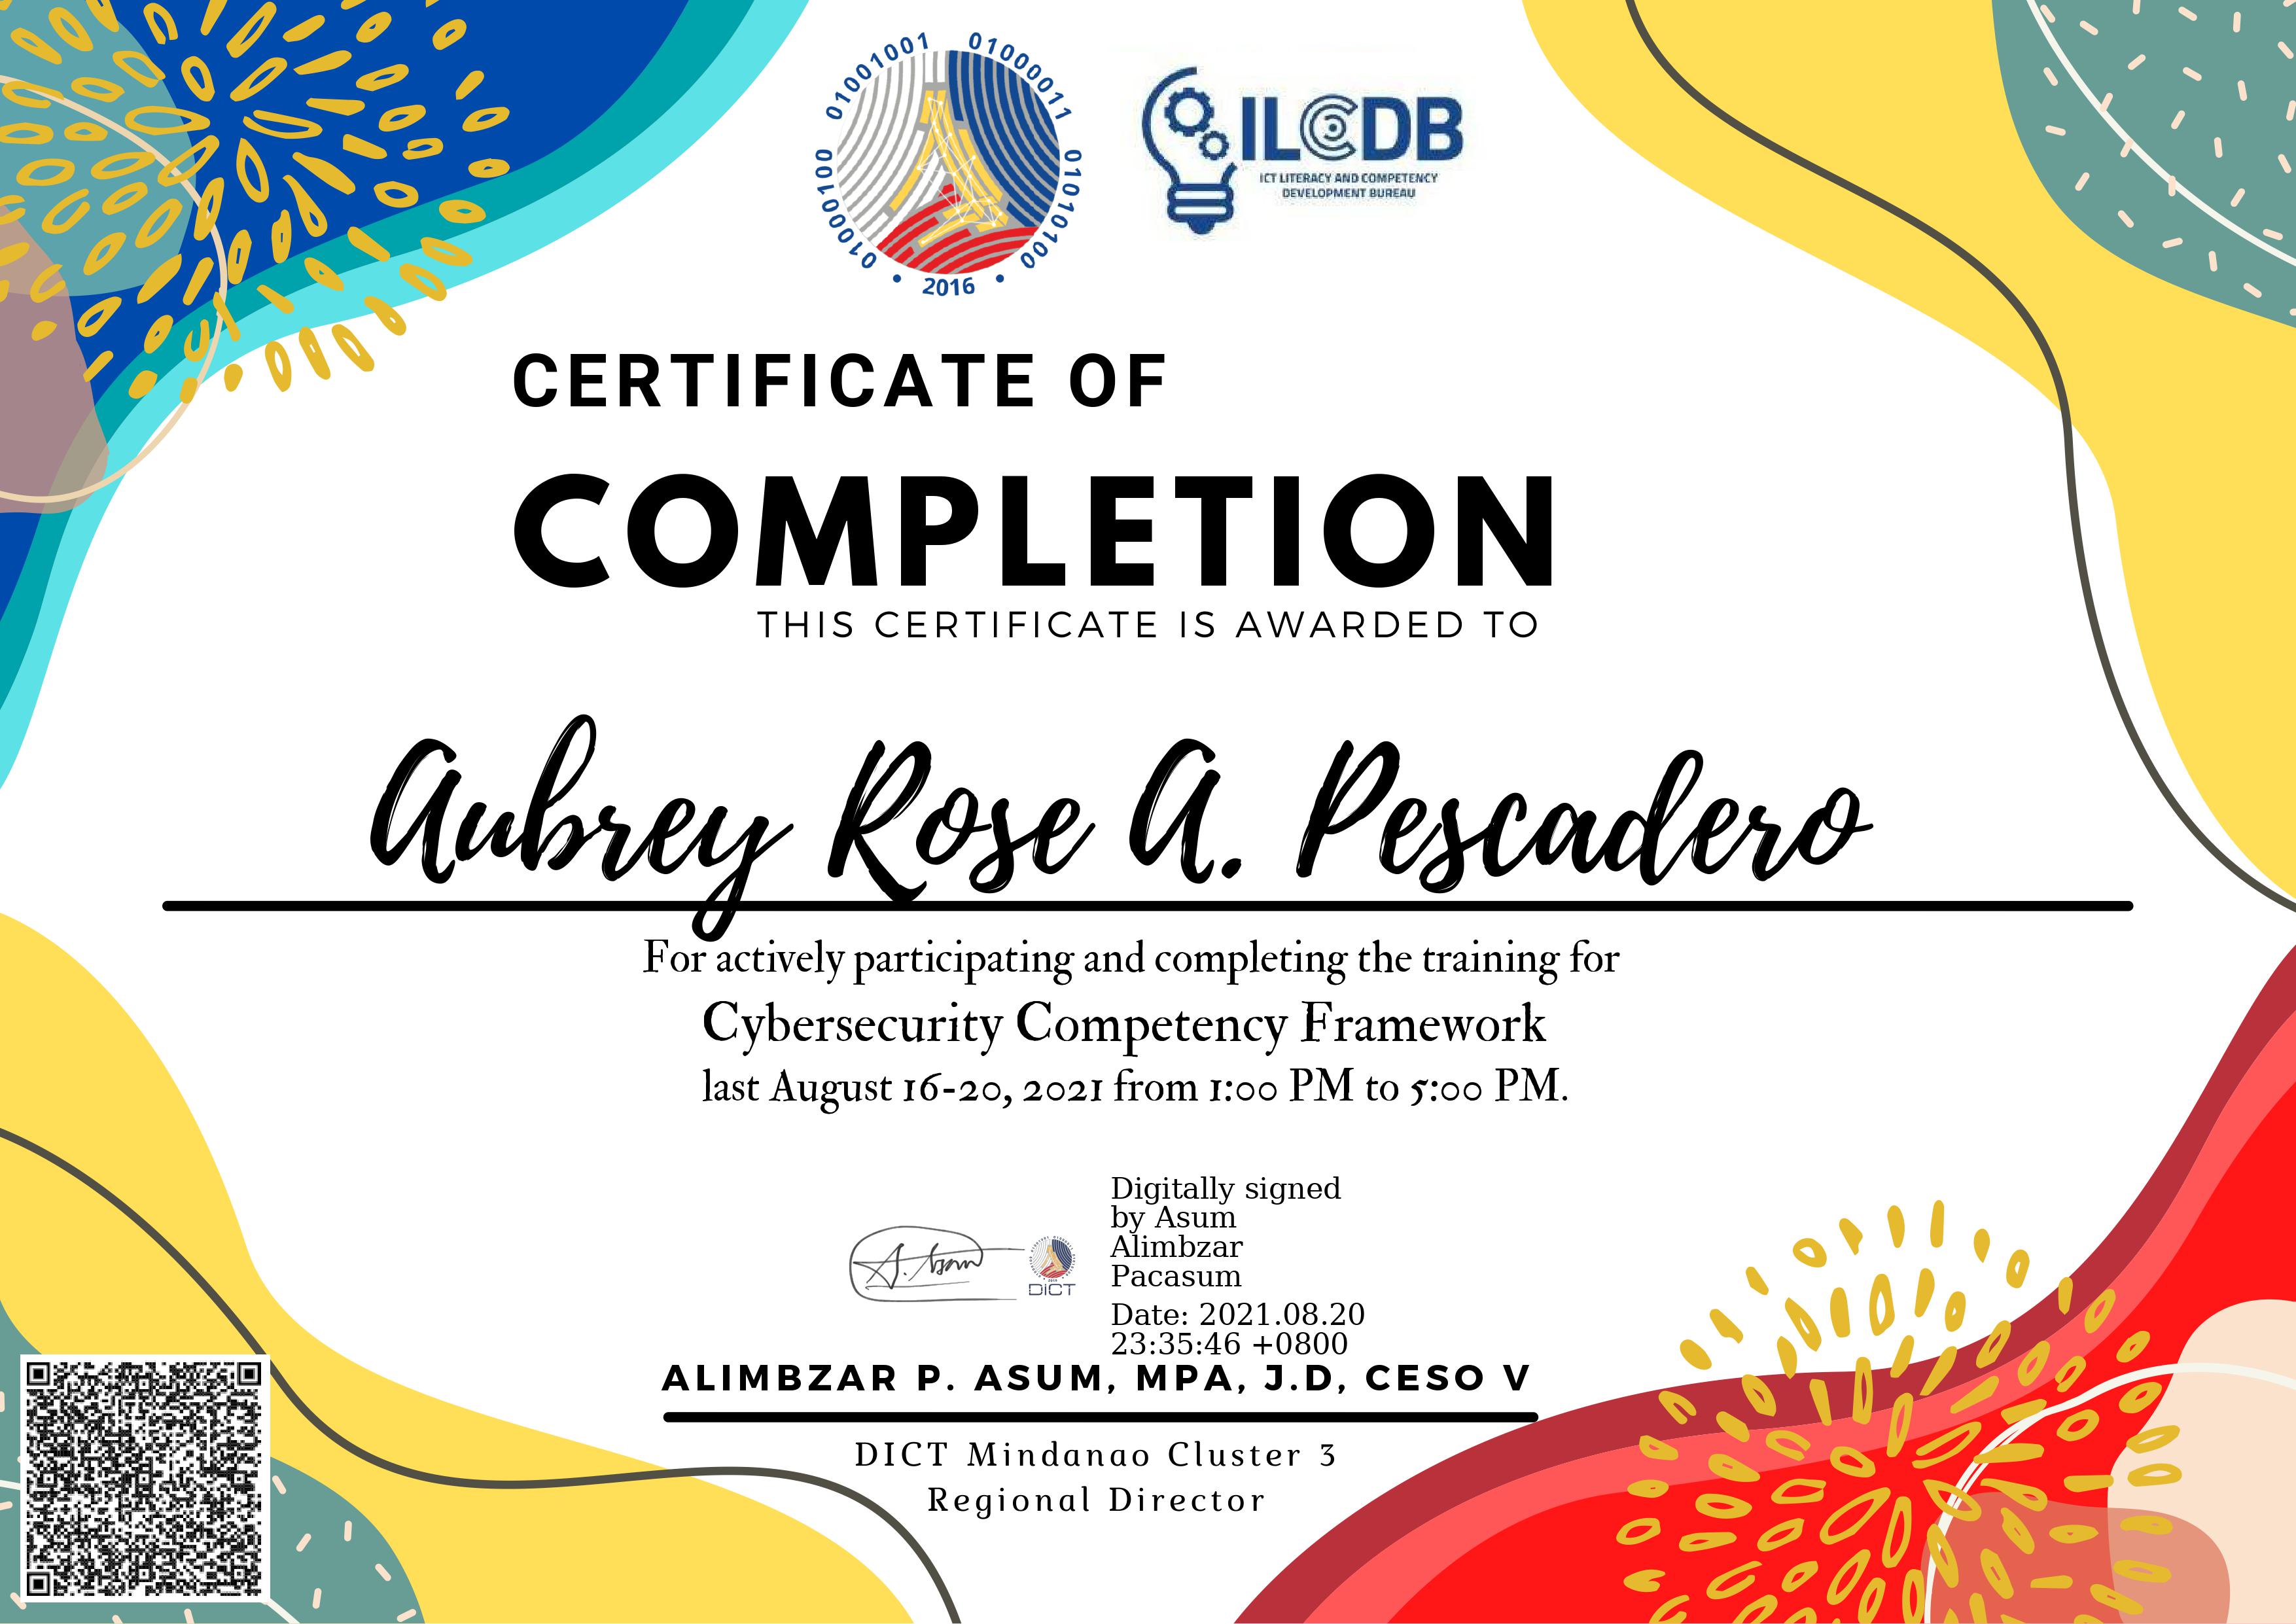 01001001 01000011
01000100 01010100
2016
ILCDB
ICT LITERACY AND COMPETENCY
DEVELOPMENT BUREAU
CERTIFICATE OF
COMPLETION
THIS CERTIFICATE IS AWARDED TO
Aubrey Rose A. Pescadero
For actively participating and completing the training for
Cybersecurity Competency Framework
last August 16-20, 2021 from 1:00 PM to 5:00 PM.
Digitally signed
by Asum
Alimbzar
Pacasum
Date: 2021.08.20
23:35:46 +0800
A. Asum
DICT
ALIMBZAR P. ASUM, MPA, J.D, CESO V
DICT Mindanao Cluster 3
Regional Director